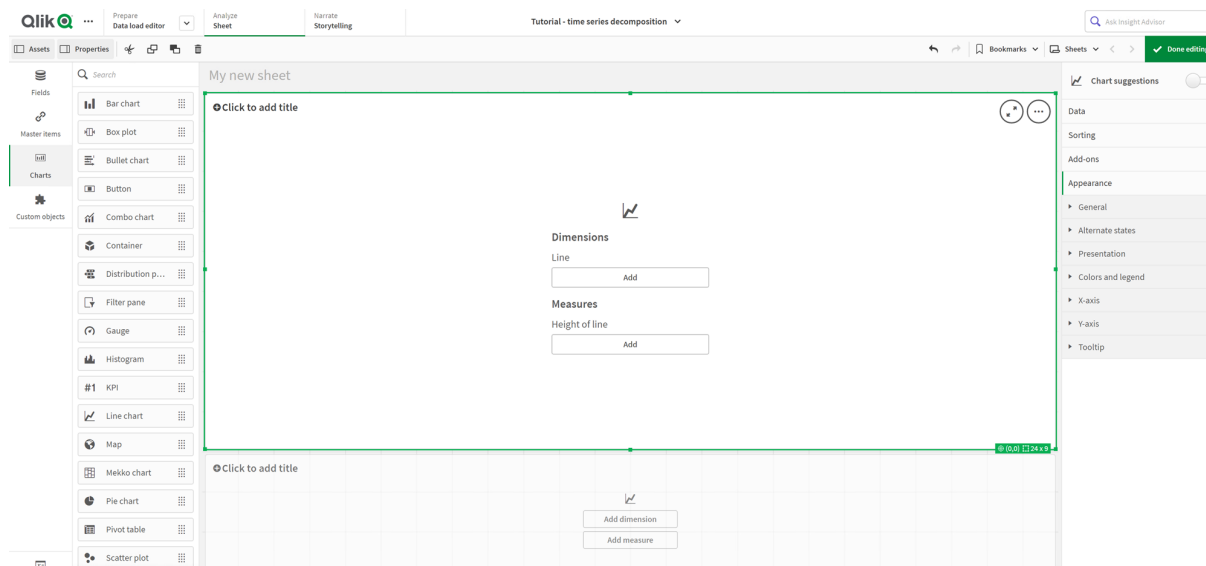 Qlik
Prepare
Data load editor
Analyze
Sheet
Narrate
Storytelling
Tutorial - time series decomposition
Ask Insight Advisor
Assets
Properties
Bookmarks
Sheets
Done editing
Fields
Master items
Charts
Custom objects
Search
Bar chart
Box plot
Bullet chart
Button
Combo chart
Container
Distribution p...
Filter pane
Gauge
Histogram
#1 KPI
Line chart
Map
Mekko chart
Pie chart
Pivot table
Scatter plot
My new sheet
Click to add title
Dimensions
Line
Add
Measures
Height of line
Add
(0,0) 24 x 9
Click to add title
Add dimension
Add measure
Chart suggestions
Data
Sorting
Add-ons
Appearance
General
Alternate states
Presentation
Colors and legend
X-axis
Y-axis
Tooltip